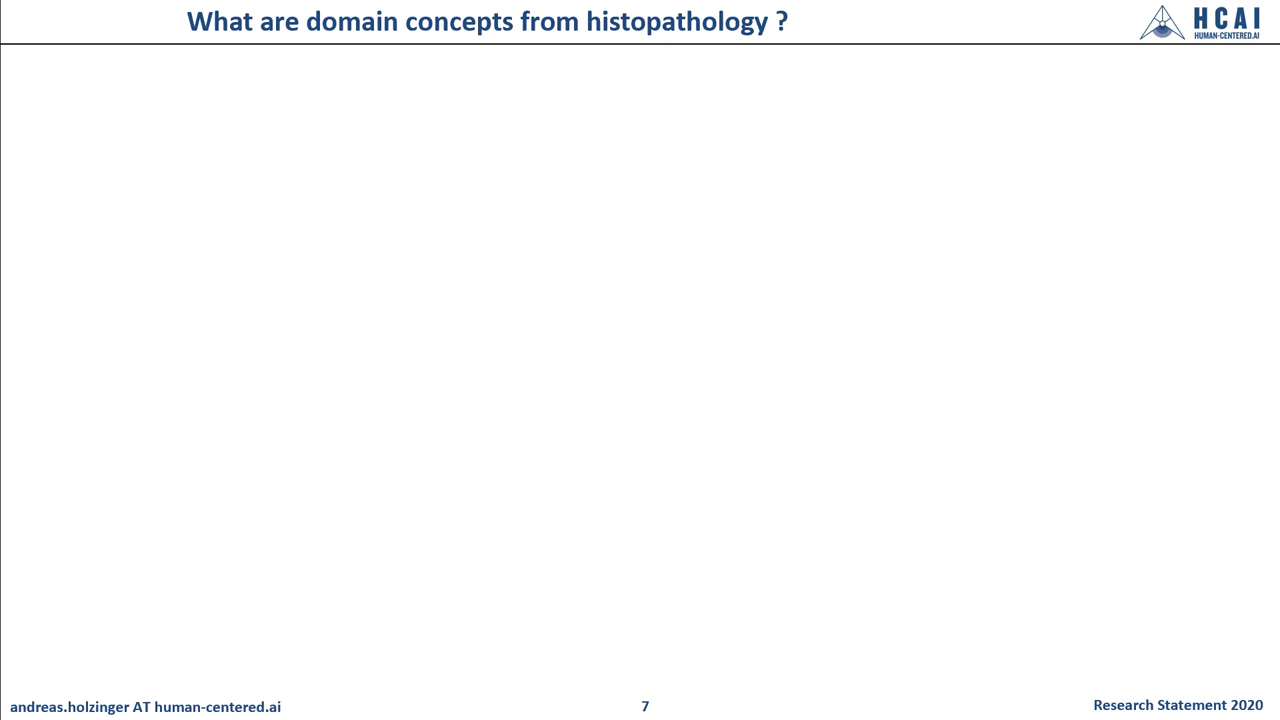 What are domain concepts from histopathology ?
HCAI
HUMAN-CENTERED.AI
andreas.holzinger AT human-centered.ai
7
Research Statement 2020